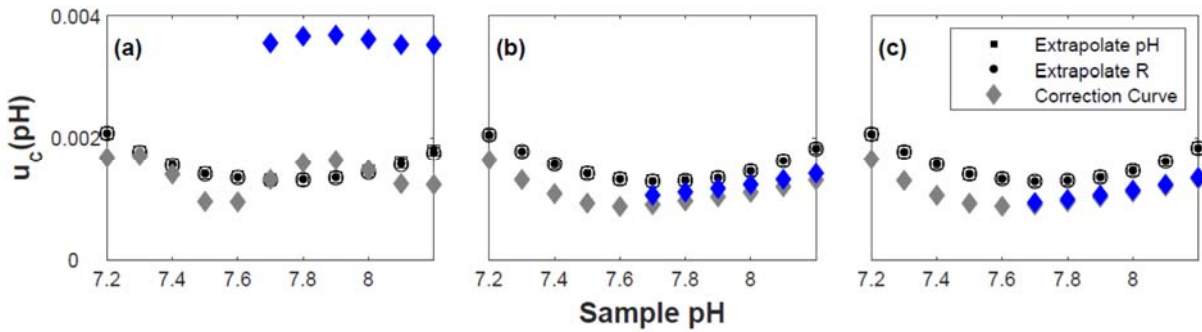 0.004
0.002
0
u_c(pH)
(a)
(b)
(c)
Extrapolate pH
Extrapolate R
Correction Curve
7.2 7.4 7.6 7.8 8
7.2 7.4 7.6 7.8 8
7.2 7.4 7.6 7.8 8
Sample pH